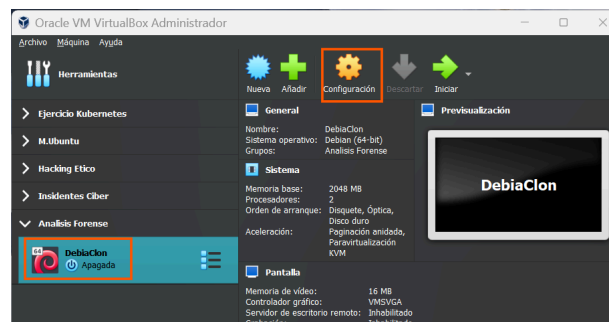 Oracle VM VirtualBox Administrador
Archivo Máquina Ayuda
Herramientas
Nueva Añadir Configuración Descartar Iniciar
Ejercicio Kubernetes
M.Ubuntu
Hacking Etico
Insidentes Ciber
Analisis Forense
64
DebiaClon
Apagada
General
Nombre: DebiaClon
Sistema operativo: Debian (64-bit)
Grupos: Analisis Forense
Sistema
Memoria base: 2048 MB
Procesadores: 2
Orden de arranque: Disquete, Óptica,
Disco duro
Aceleración: Paginación anidada,
Paravirtualización
KVM
Pantalla
Memoria de vídeo: 16 MB
Controlador gráfico: VMSVGA
Servidor de escritorio remoto: Inhabilitado
Previsualización
DebiaClon